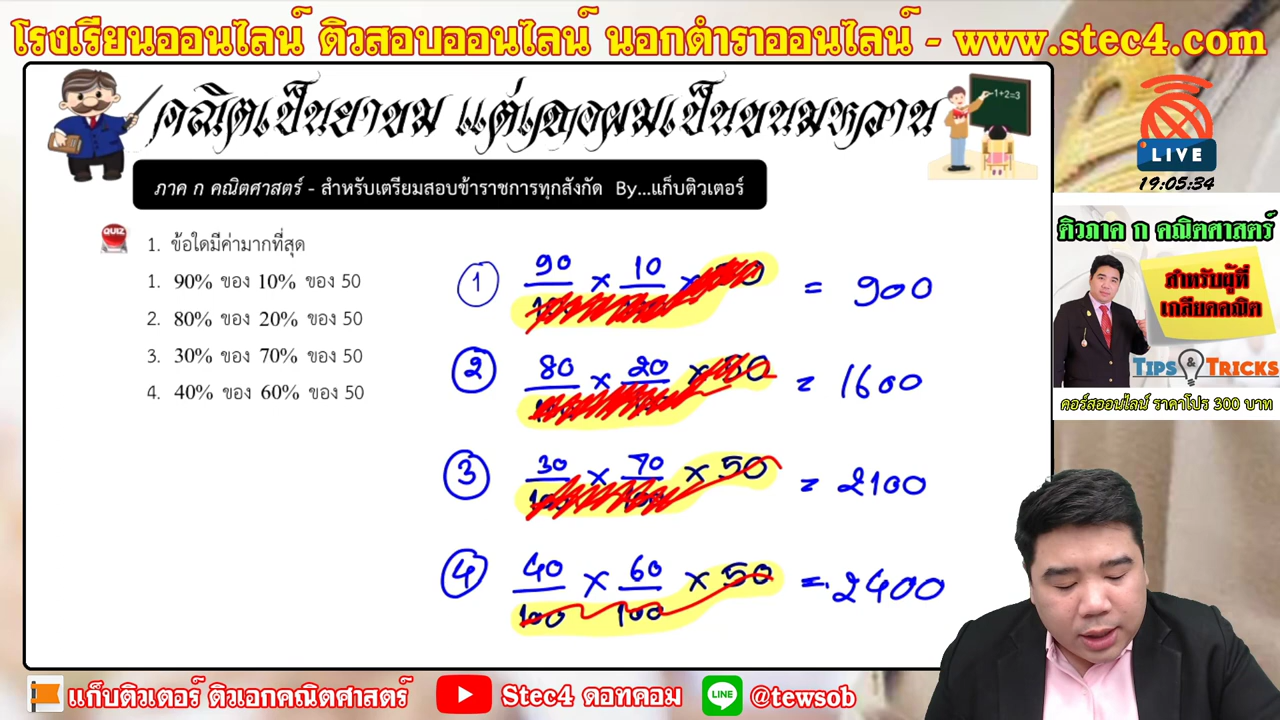 โรงเรียนออนไลน์ ติวสอบออนไลน์ นอกตำราออนไลน์ - www.stec4.com
คณิตเป็นยาขม แต่เธอผมเป็นขนมหวาน
1+2=3
ภาค ก คณิตศาสตร์ - สำหรับเตรียมสอบข้าราชการทุกสังกัด By...แก็บติวเตอร์
LIVE
19:05:34
ติวภาค ก คณิตศาสตร์
สำหรับผู้ที่
เกลียดคณิต
TIPS & TRICKS
คอร์สออนไลน์ ราคาโปร 300 บาท
QUIZ
1. ข้อใดมีค่ามากที่สุด
1. 90% ของ 10% ของ 50
2. 80% ของ 20% ของ 50
3. 30% ของ 70% ของ 50
4. 40% ของ 60% ของ 50
1 90 × 10 × = 900
2 80 × 20 × 50 = 1600
100
3 30 × 70 × 50 = 2100
100 100
4 40 × 60 × 50 = 2400
100 100
แก็บติวเตอร์ ติวเอกคณิตศาสตร์
Stec4 ดอทคอม
LINE @tewsob